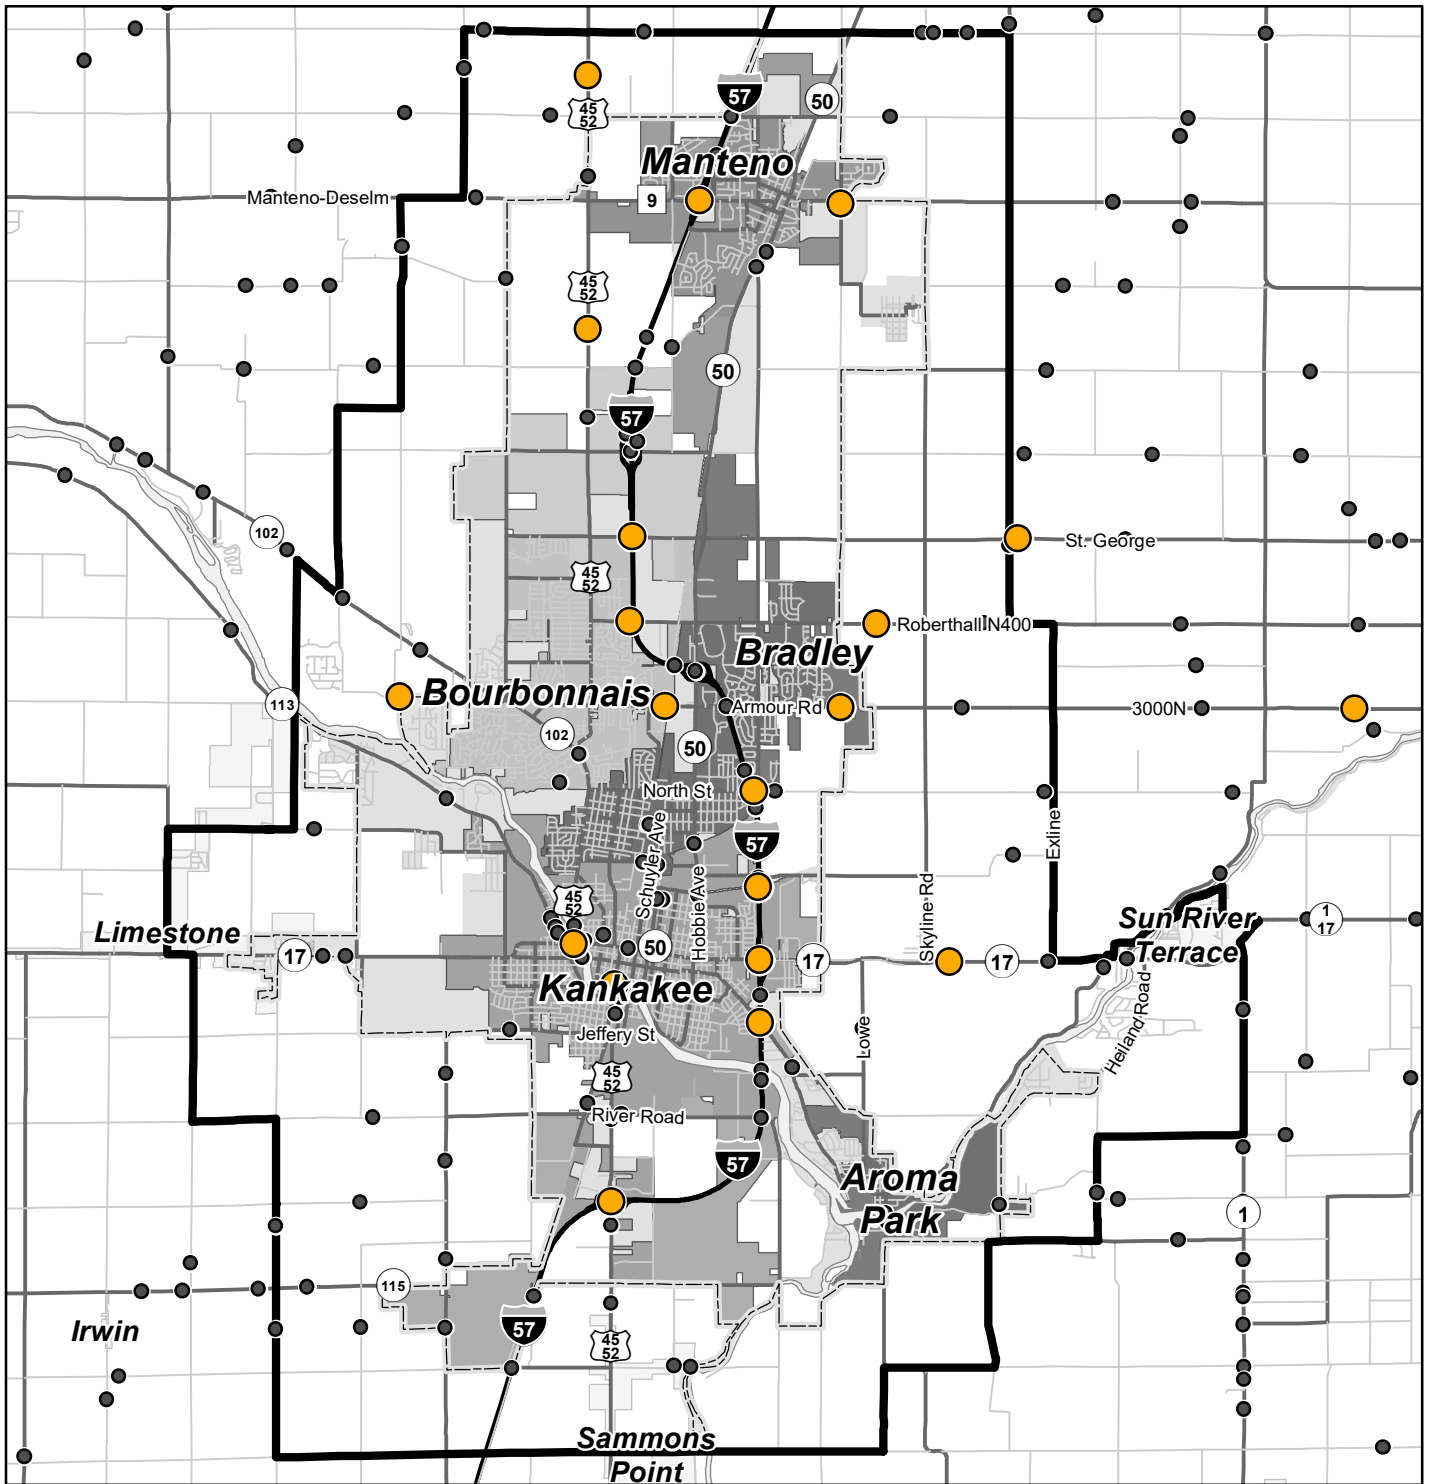 57
50
45
52
Manteno
Manteno-Deselm
9
45
52
50
57
102
St. George
45
52
Roberthall N400
Bradley
Bourbonnais
113
Armour Rd
3000N
102
50
North St
Schuyler Ave
57
Exline
Hobbie Ave
Skyline Rd
45
52
Limestone
Sun River
Terrace
1
17
17
50
17
17
Kankakee
Jeffery St
Lowe
Heiland Road
45
52
River Road
57
Aroma
Park
1
115
Irwin
57
45
52
Sammons
Point